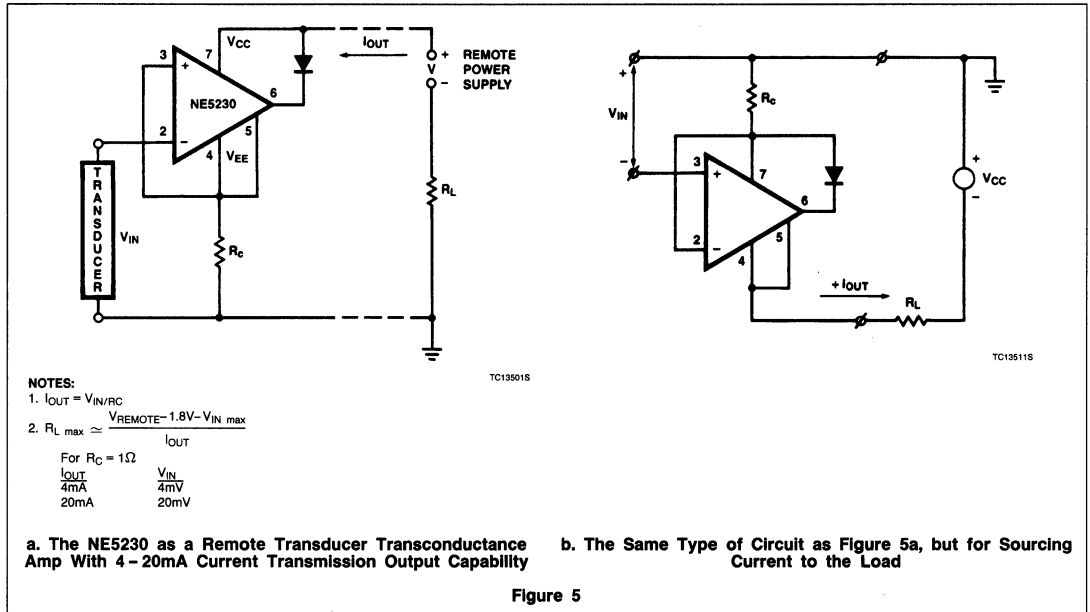 VCC
IOUT
+ REMOTE
V POWER
− SUPPLY
3
+
7
NE5230
6
2
−
5
4
VEE
RL
TRANSDUCER
VIN
Rc
TC13501S
+
VIN
−
Rc
3
+
7
2
−
6
5
4
+
VCC
−
+ IOUT
RL
TC13511S
NOTES:
1. IOUT = VIN/RC
2. RL max ≃ VREMOTE−1.8V−VIN max
IOUT
For RC = 1Ω
IOUT VIN
4mA 4mV
20mA 20mV
a. The NE5230 as a Remote Transducer Transconductance
Amp With 4 – 20mA Current Transmission Output Capability
b. The Same Type of Circuit as Figure 5a, but for Sourcing
Current to the Load
Figure 5